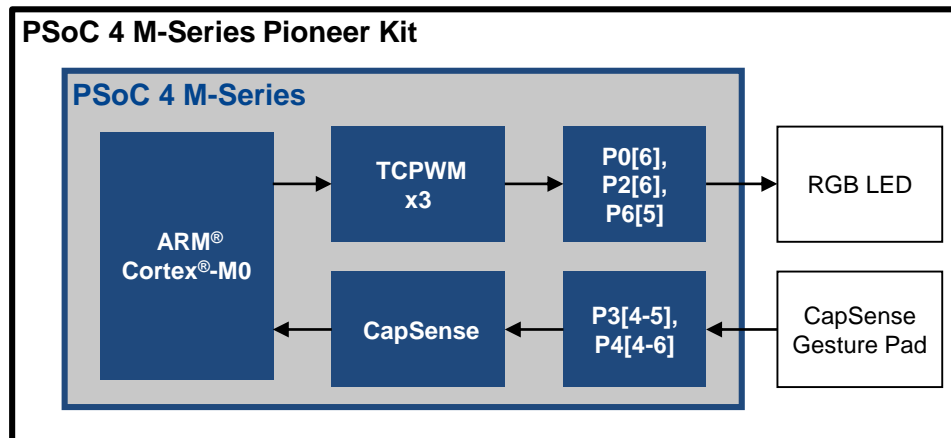 PSoC 4 M-Series Pioneer Kit
PSoC 4 M-Series
ARM®
Cortex®-M0
TCPWM
x3
P0[6],
P2[6],
P6[5]
RGB LED
CapSense
P3[4-5],
P4[4-6]
CapSense
Gesture Pad